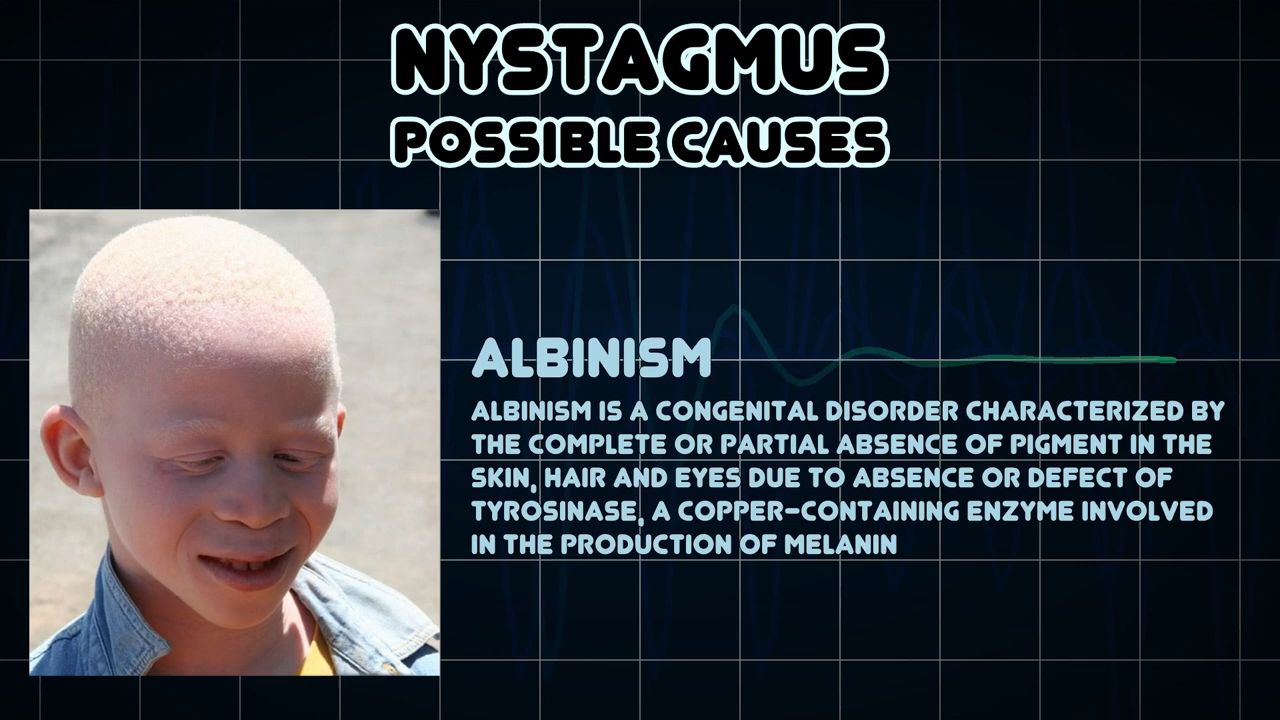 NYSTAGMUS
POSSIBLE CAUSES
ALBINISM
ALBINISM IS A CONGENITAL DISORDER CHARACTERIZED BY
THE COMPLETE OR PARTIAL ABSENCE OF PIGMENT IN THE
SKIN, HAIR AND EYES DUE TO ABSENCE OR DEFECT OF
TYROSINASE, A COPPER-CONTAINING ENZYME INVOLVED
IN THE PRODUCTION OF MELANIN